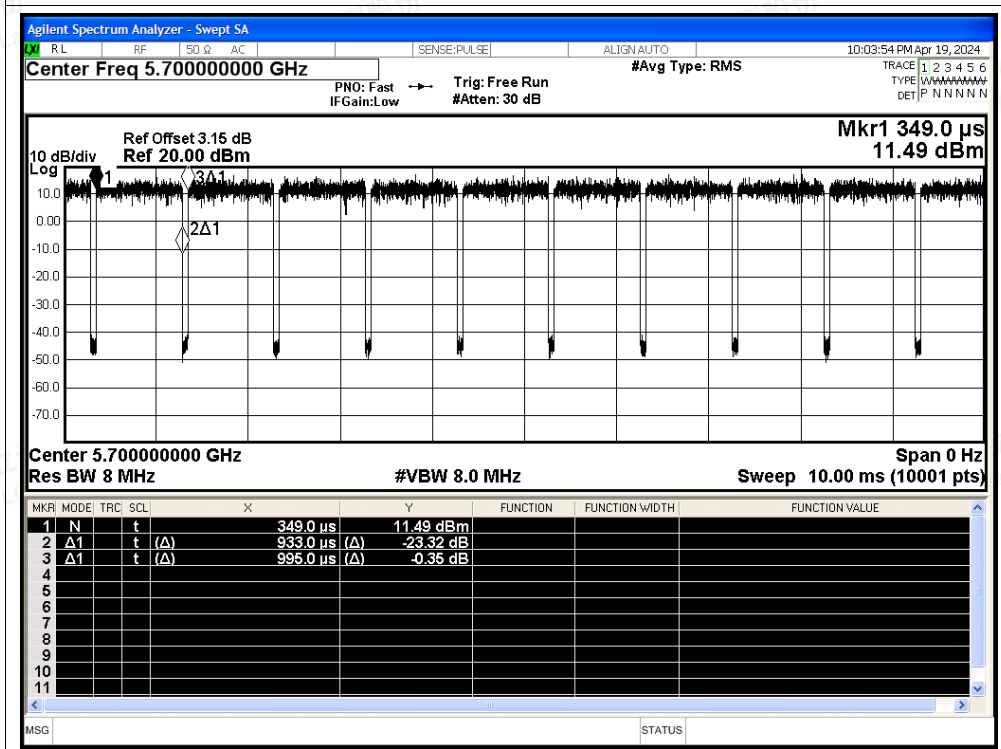 Agilent Spectrum Analyzer - Swept SA
LXI RL RF 50 Ω AC SENSE:PULSE ALIGN AUTO 10:03:54 PM Apr 19, 2024
Center Freq 5.700000000 GHz #Avg Type: RMS TRACE 1 2 3 4 5 6
PNO: Fast Trig: Free Run TYPE WWWWWW
IFGain:Low #Atten: 30 dB DET P N N N N N
Mkr1 349.0 µs
Ref Offset 3.15 dB
10 dB/div Ref 20.00 dBm 11.49 dBm
Log
1 3Δ1
10.0
0.00
2Δ1
-10.0
-20.0
-30.0
-40.0
-50.0
-60.0
-70.0
Center 5.700000000 GHz Span 0 Hz
Res BW 8 MHz #VBW 8.0 MHz Sweep 10.00 ms (10001 pts)
MKR MODE TRC SCL X Y FUNCTION FUNCTION WIDTH FUNCTION VALUE
1 N t 349.0 µs 11.49 dBm
2 Δ1 t (Δ) 933.0 µs (Δ) -23.32 dB
3 Δ1 t (Δ) 995.0 µs (Δ) -0.35 dB
4
5
6
7
8
9
10
11
MSG STATUS